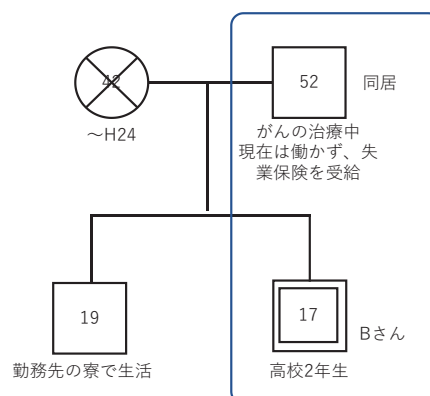 42
52
同居
～H24
がんの治療中
現在は働かず、失
業保険を受給
19
17
Bさん
勤務先の寮で生活
高校2年生